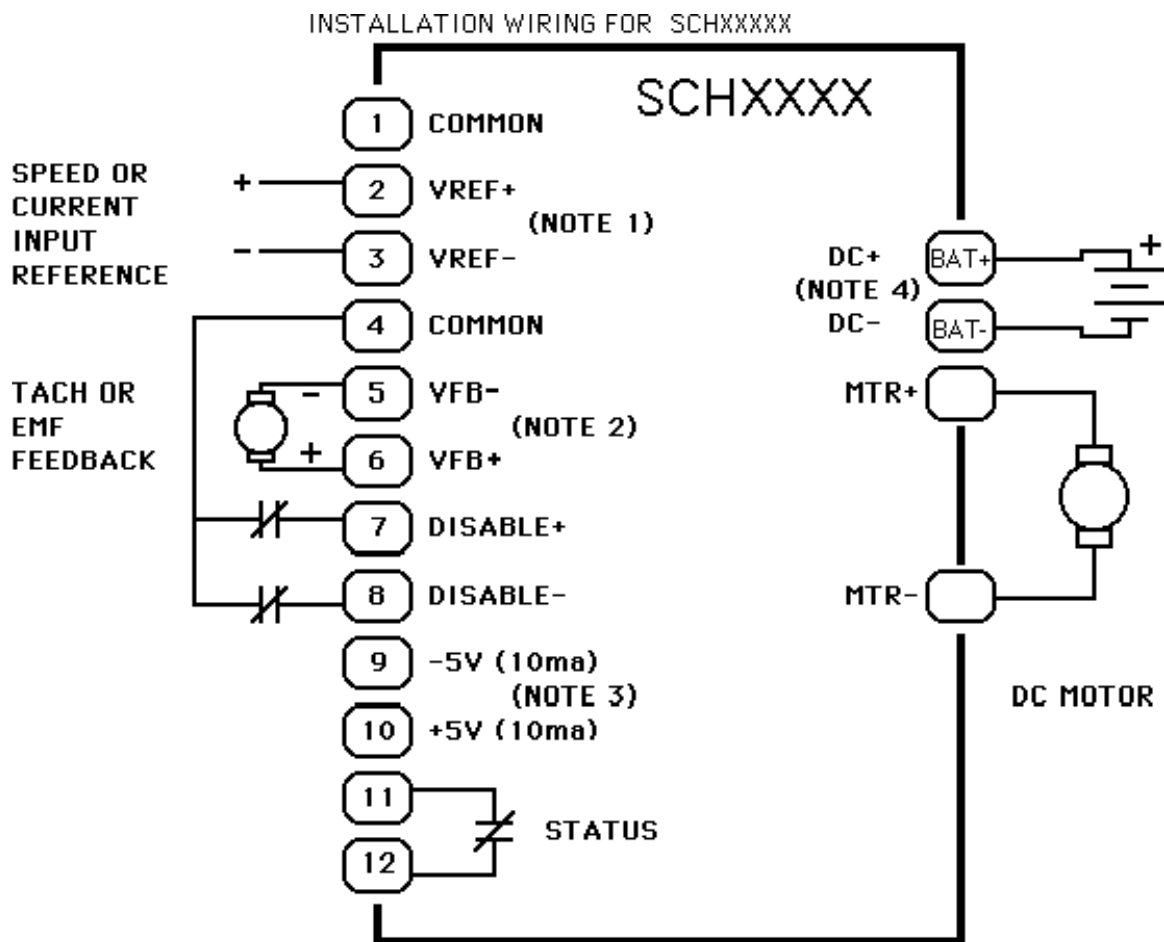 INSTALLATION WIRING FOR SCHXXXXX
SCHXXXX
SPEED OR
CURRENT
INPUT
REFERENCE
+
-
TACH OR
EMF
FEEDBACK
-
+
1 COMMON
2 VREF+
(NOTE 1)
3 VREF-
4 COMMON
5 VFB-
(NOTE 2)
6 VFB+
7 DISABLE+
8 DISABLE-
9 -5V (10ma)
(NOTE 3)
10 +5V (10ma)
11
STATUS
12
DC+ BAT+
+
(NOTE 4)
DC- BAT-
MTR+
MTR-
DC MOTOR